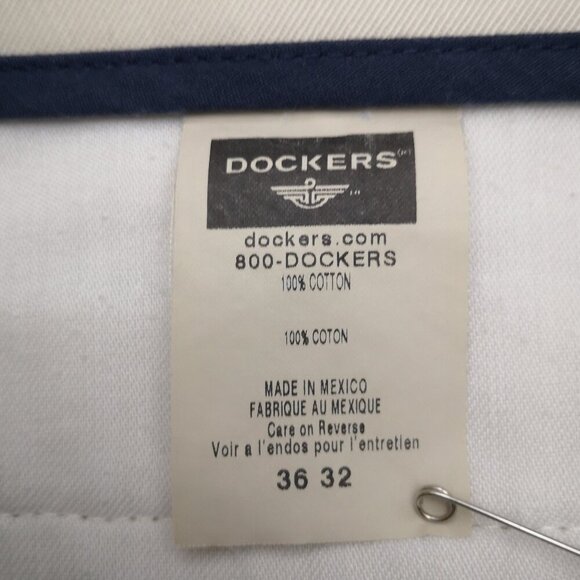 DOCKERS
dockers.com
800-DOCKERS
100% COTTON
100% COTON
MADE IN MEXICO
FABRIQUE AU MEXIQUE
Care on Reverse
Voir a l'endos pour l'entretien
36 32